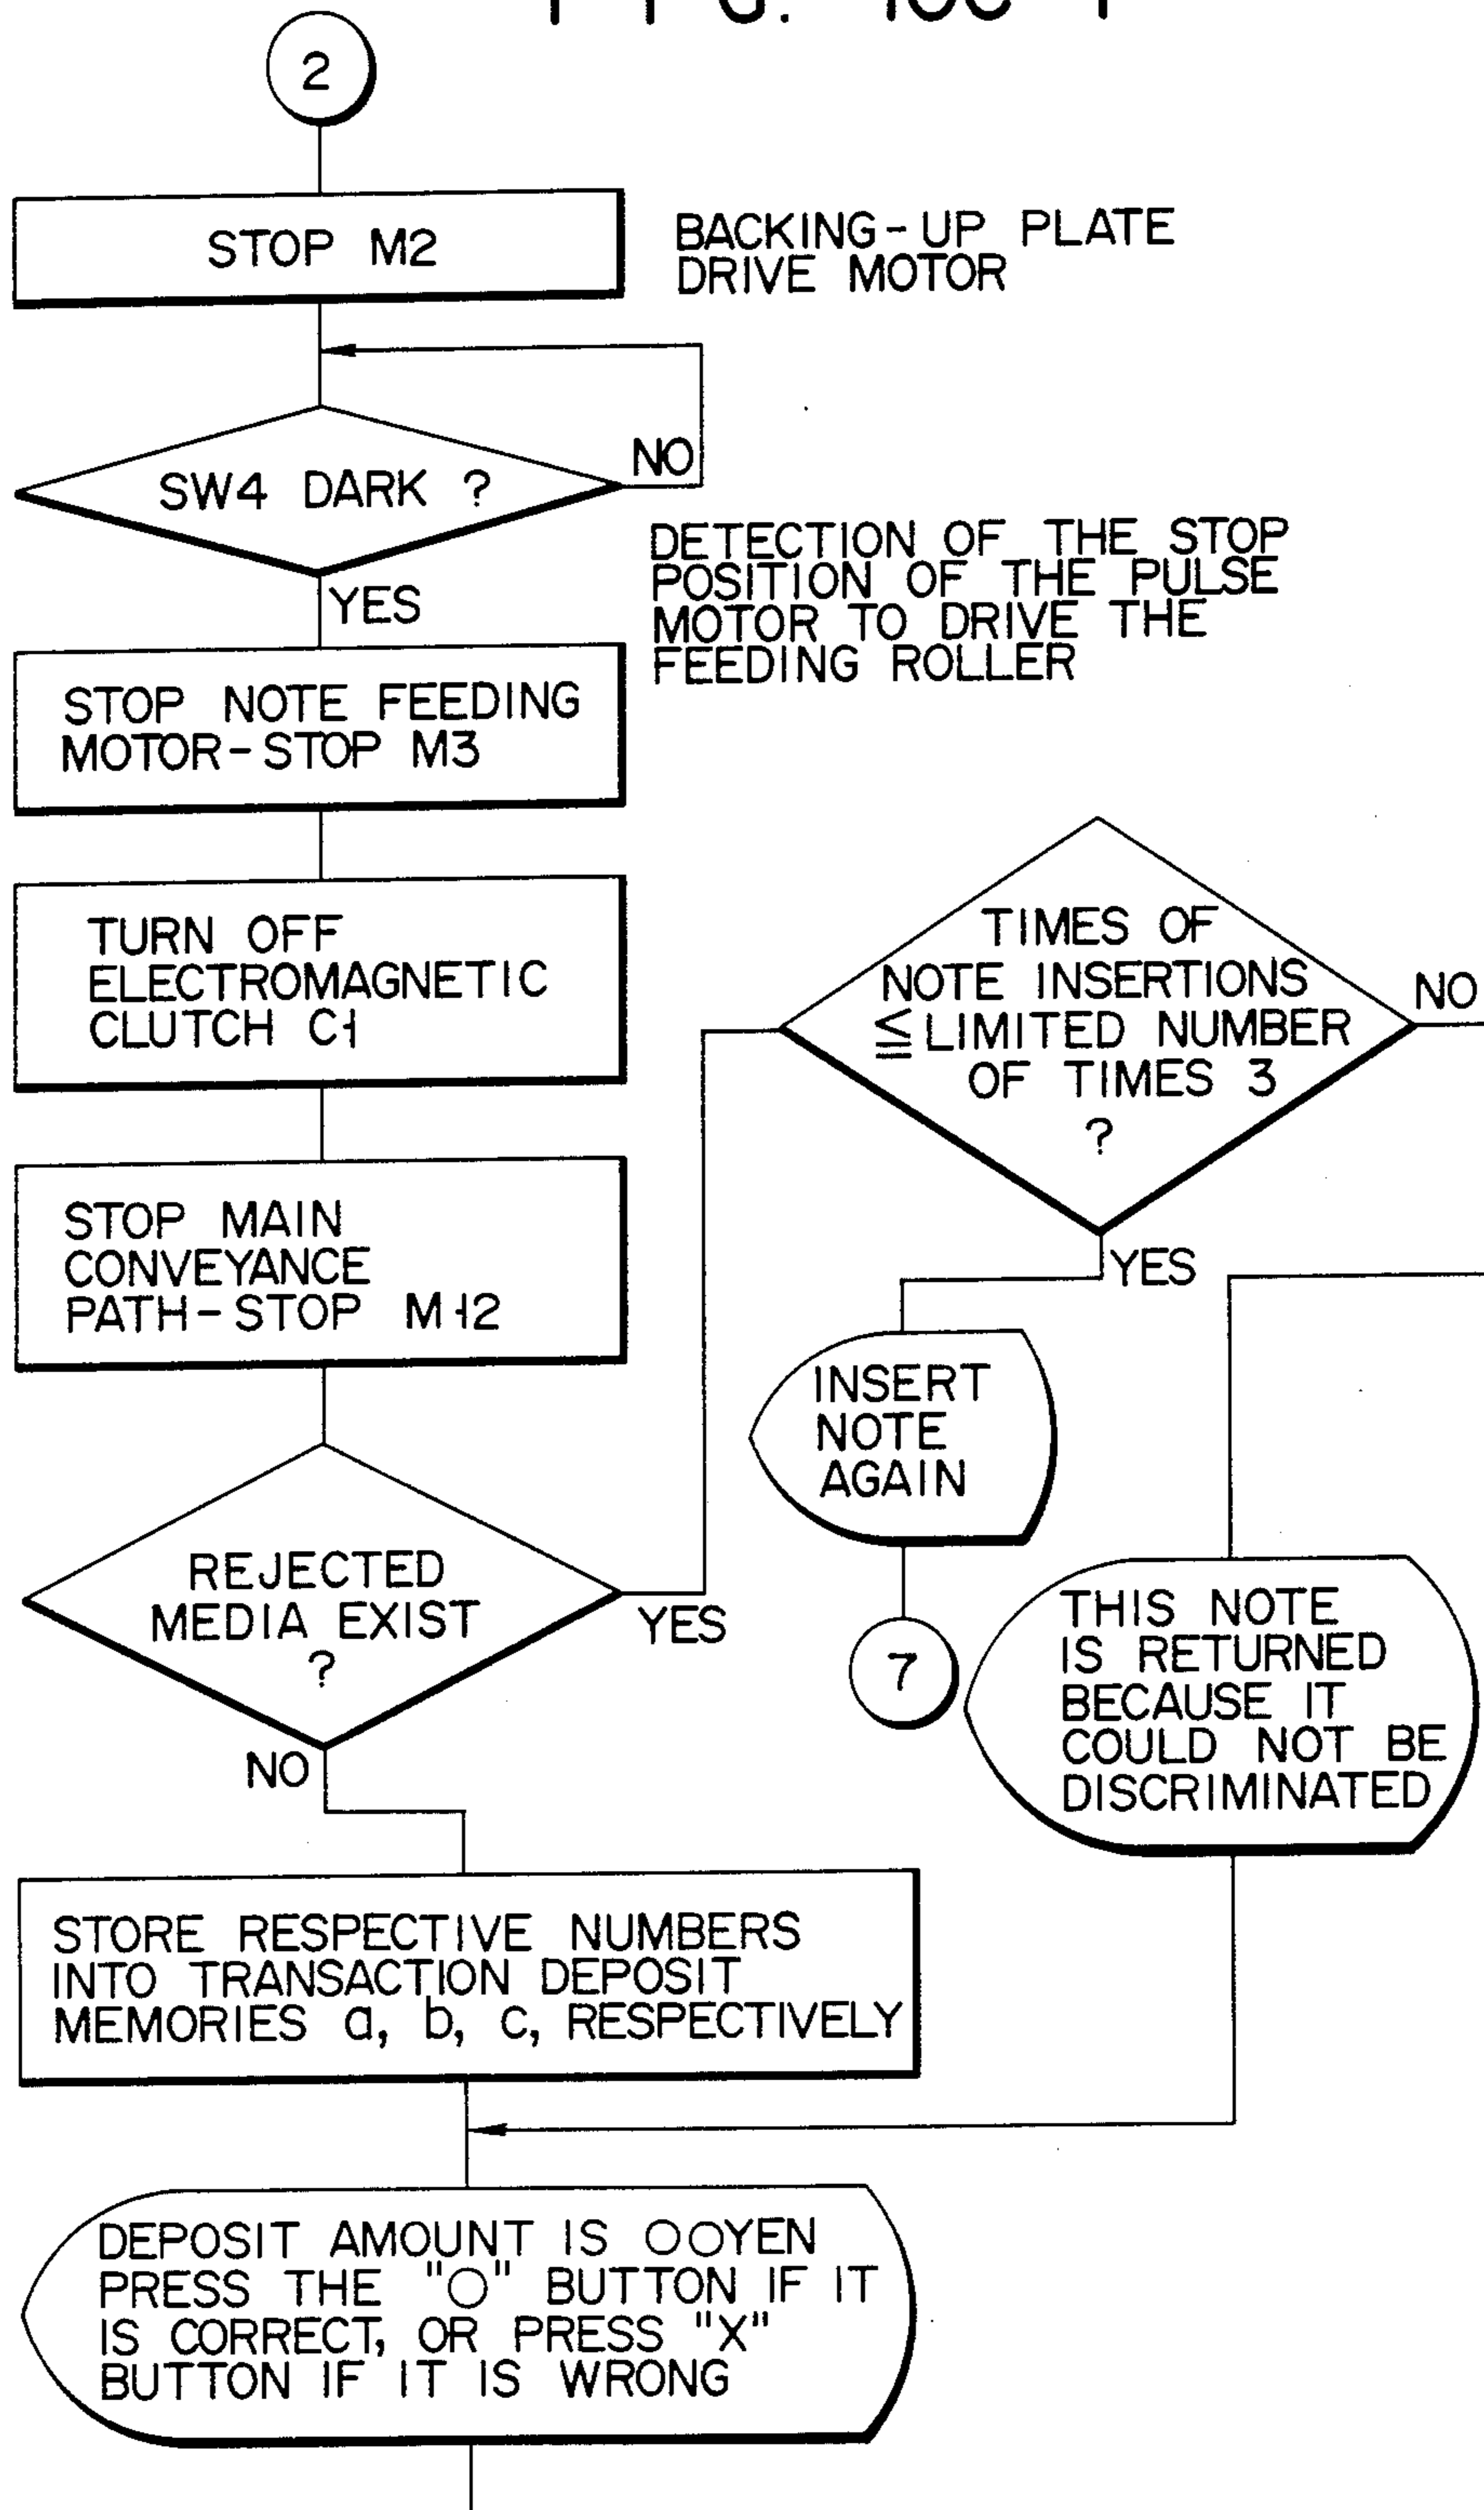 2
STOP M2
BACKING-UP PLATE
DRIVE MOTOR
SW4 DARK ?
NO
YES
DETECTION OF THE STOP
POSITION OF THE PULSE
MOTOR TO DRIVE THE
FEEDING ROLLER
STOP NOTE FEEDING
MOTOR-STOP M3
TURN OFF
ELECTROMAGNETIC
CLUTCH C1
STOP MAIN
CONVEYANCE
PATH-STOP M12
TIMES OF
NOTE INSERTIONS
≦ LIMITED NUMBER
OF TIMES 3
?
NO
YES
INSERT
NOTE
AGAIN
7
REJECTED
MEDIA EXIST
?
YES
NO
THIS NOTE
IS RETURNED
BECAUSE IT
COULD NOT BE
DISCRIMINATED
STORE RESPECTIVE NUMBERS
INTO TRANSACTION DEPOSIT
MEMORIES a, b, c, RESPECTIVELY
DEPOSIT AMOUNT IS ○○YEN
PRESS THE "○" BUTTON IF IT
IS CORRECT, OR PRESS "X"
BUTTON IF IT IS WRONG